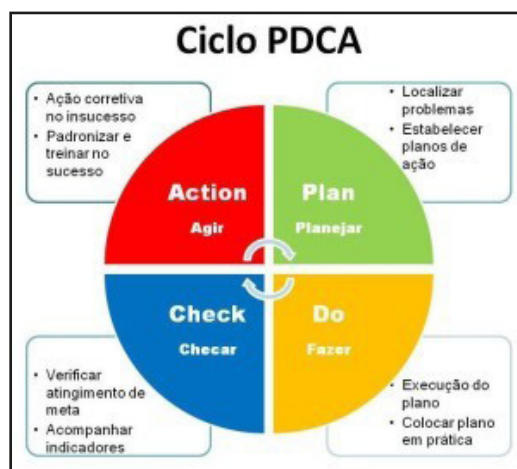 Ciclo PDCA
• Ação corretiva
no insucesso
• Padronizar e
treinar no
sucesso
• Localizar
problemas
• Estabelecer
planos de
ação
Action
Agir
Plan
Planejar
Check
Checar
Do
Fazer
• Verificar
atingimento de
meta
• Acompanhar
indicadores
• Execução do
plano
• Colocar plano
em prática